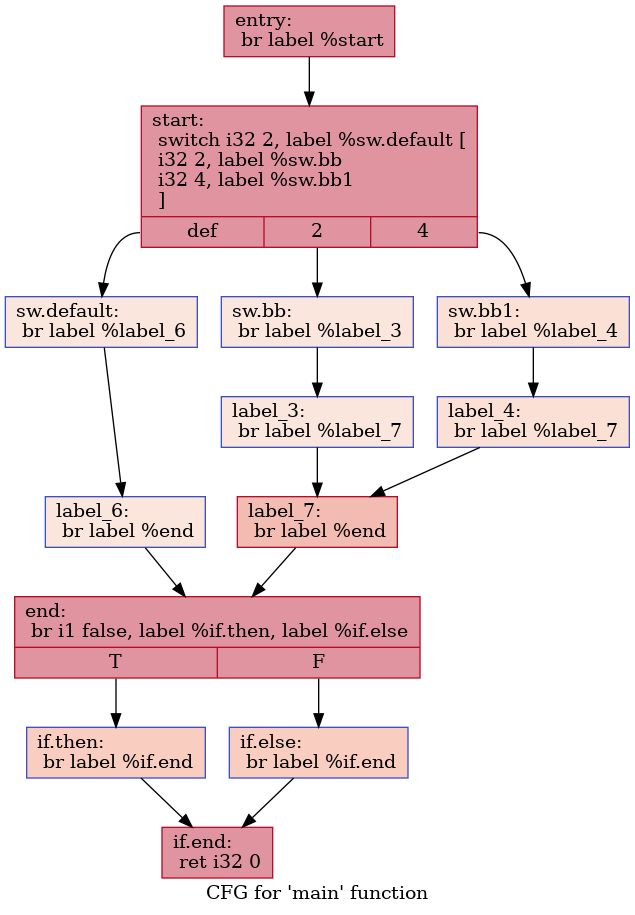 entry:
br label %start
start:
switch i32 2, label %sw.default [
i32 2, label %sw.bb
i32 4, label %sw.bb1
]
def 2 4
sw.default:
br label %label_6
sw.bb:
br label %label_3
sw.bb1:
br label %label_4
label_3:
br label %label_7
label_4:
br label %label_7
label_6:
br label %end
label_7:
br label %end
end:
br i1 false, label %if.then, label %if.else
T F
if.then:
br label %if.end
if.else:
br label %if.end
if.end:
ret i32 0
CFG for 'main' function